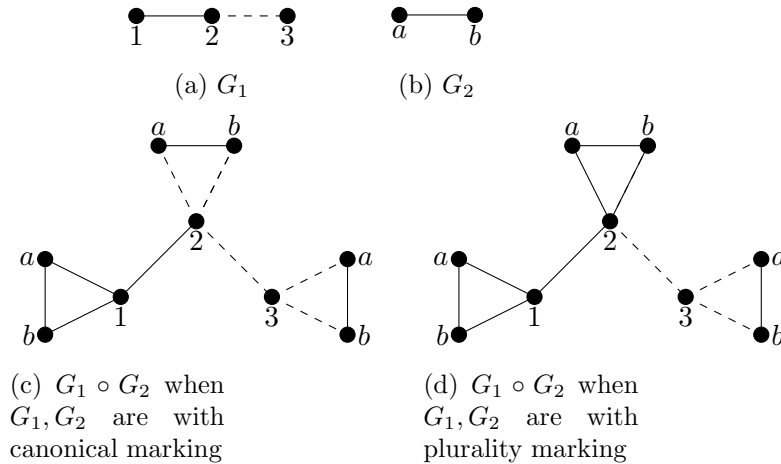 1 2 3
a b
(a) G₁ (b) G₂
a b a b
2 2
a a a a
1 3 1 3
b b b b
(c) G₁ ∘ G₂ when
G₁, G₂ are with
canonical marking
(d) G₁ ∘ G₂ when
G₁, G₂ are with
plurality marking